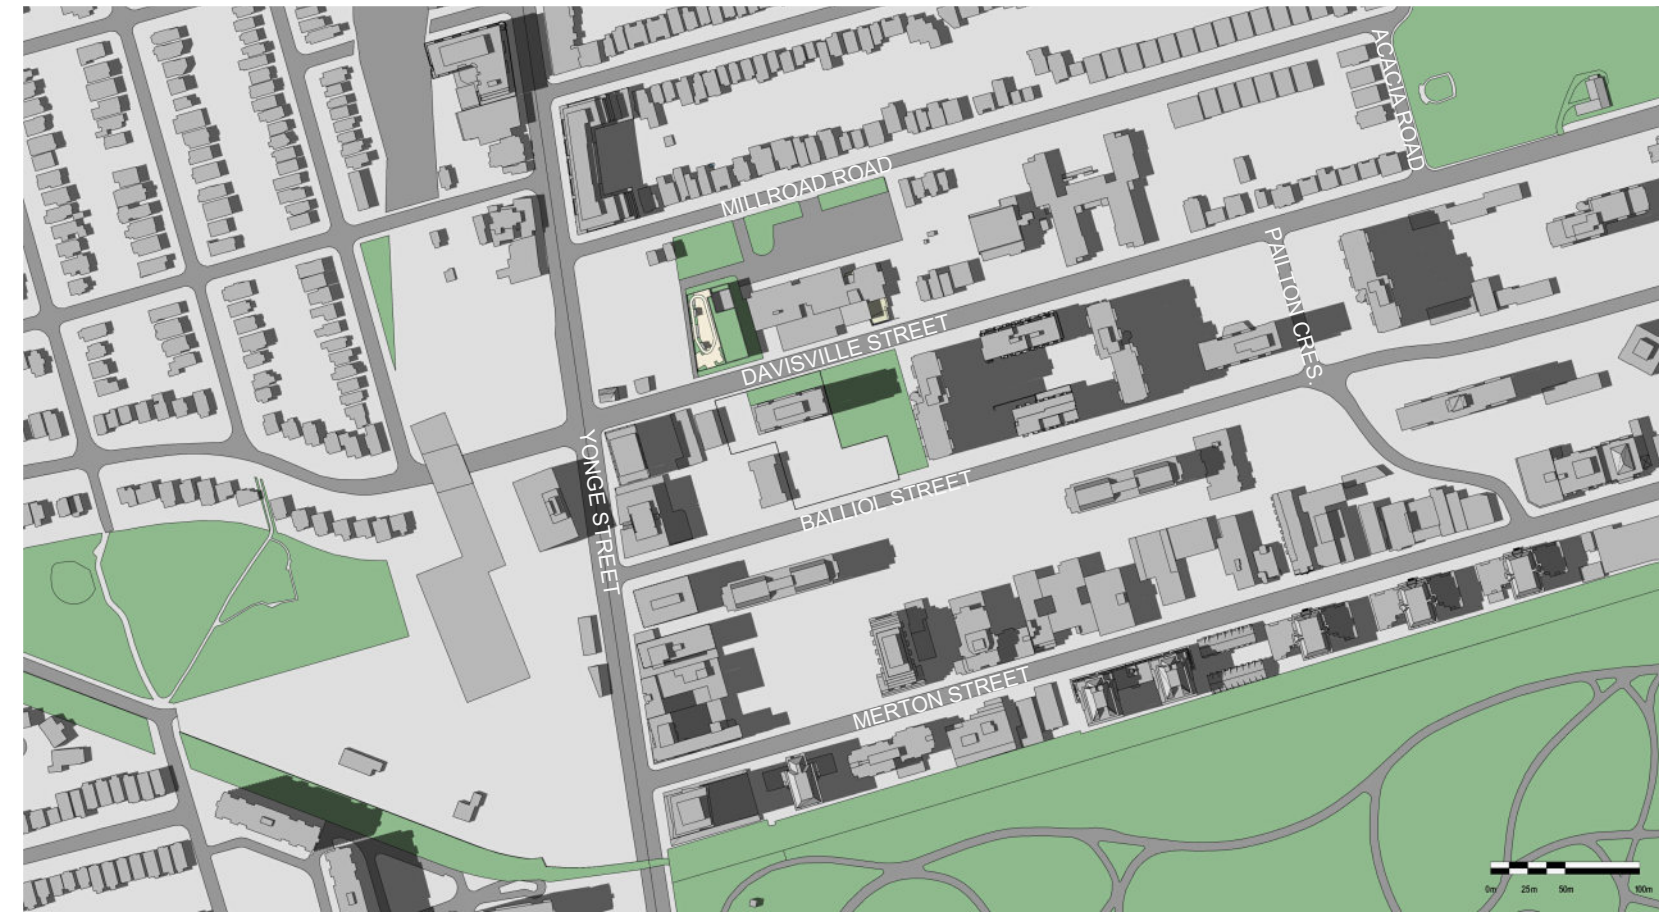 ACACIA ROAD
MILLROAD ROAD
PAILTON CRES.
DAVISVILLE STREET
YONGE STREET
BALLIOL STREET
MERTON STREET
0m 25m 50m 100m